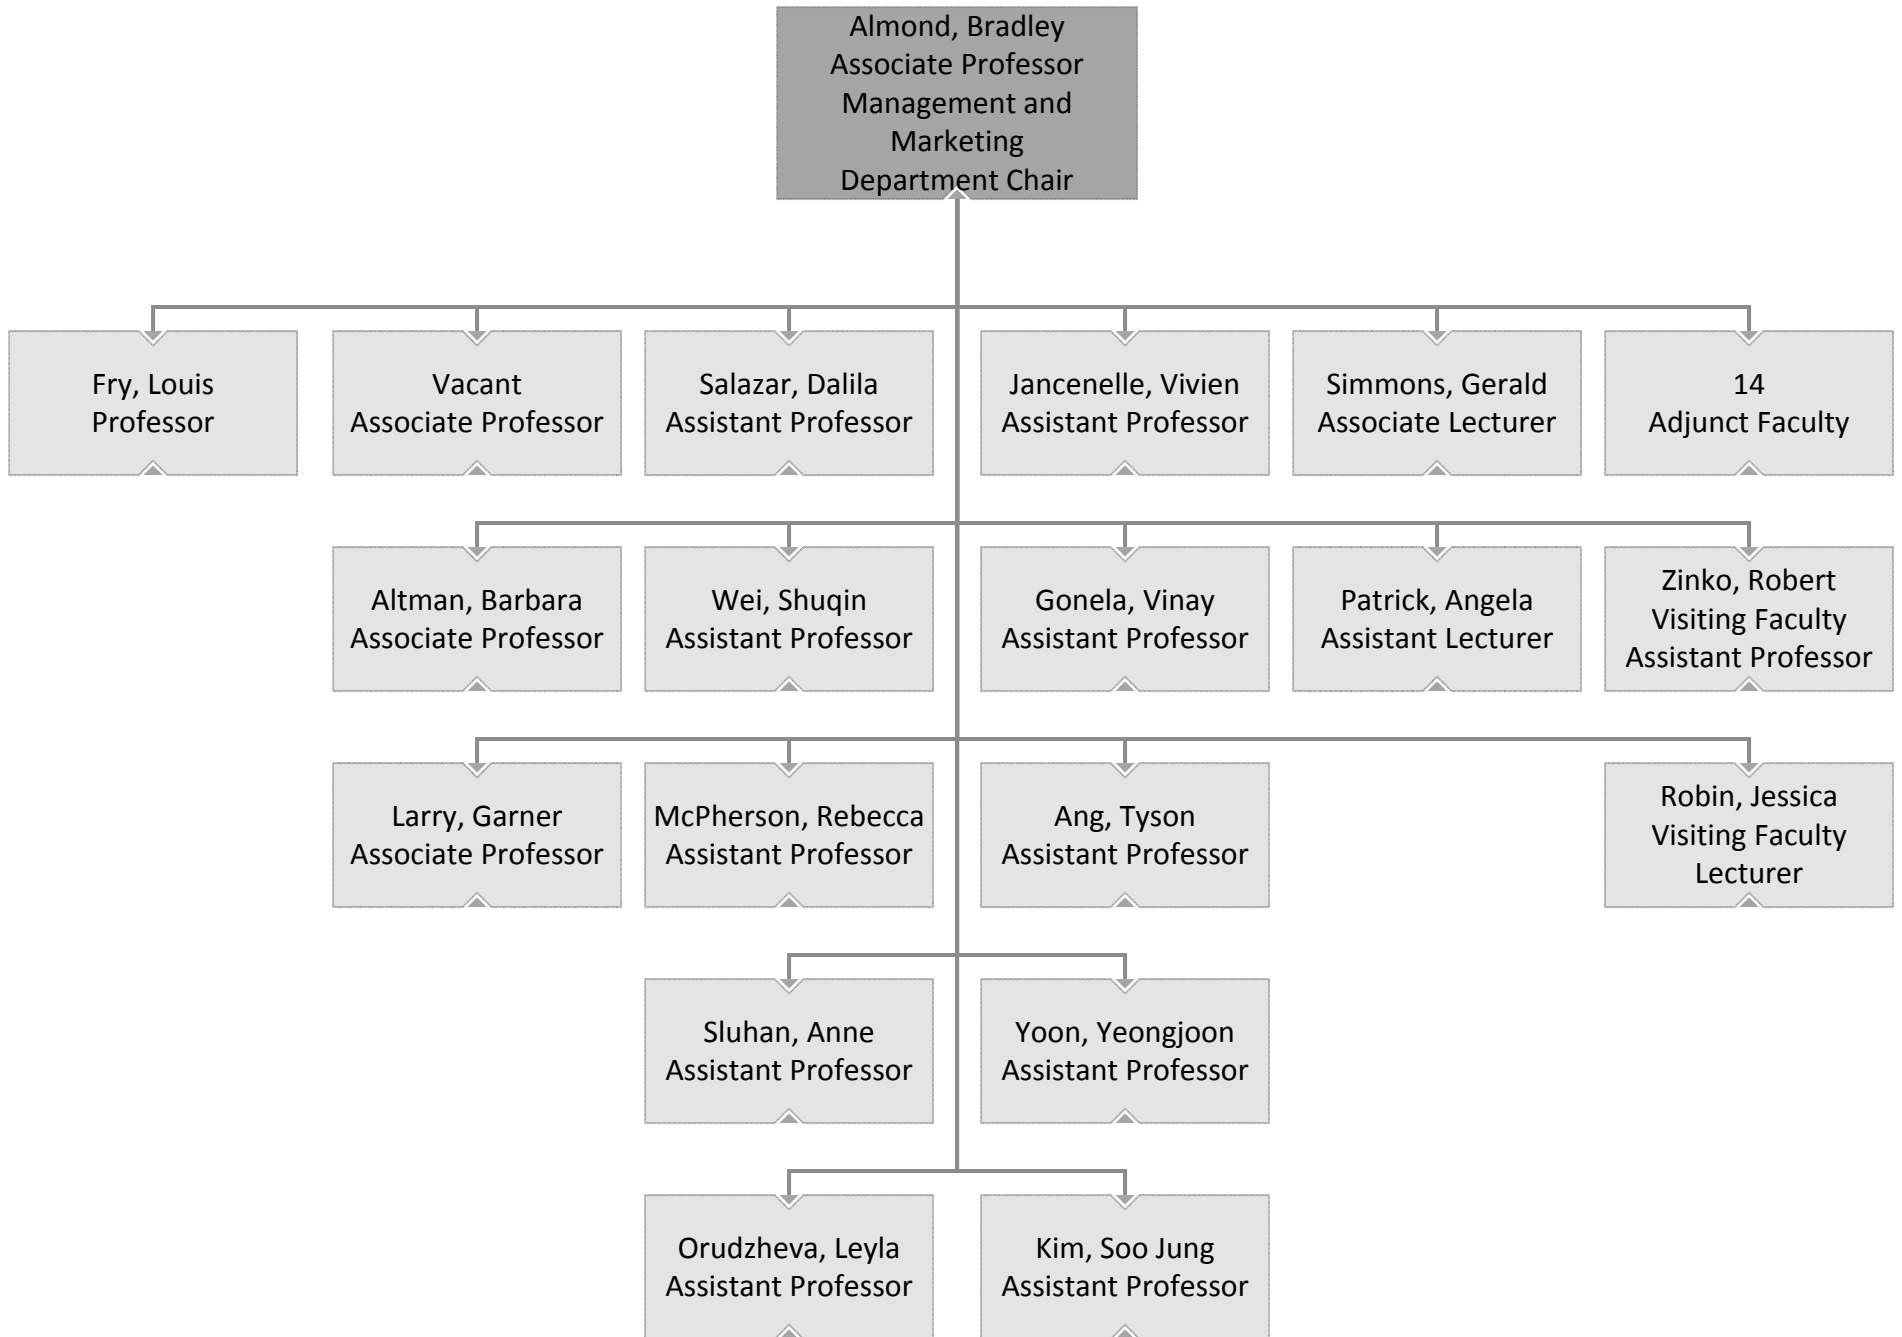 Almond, Bradley
Associate Professor
Management and
Marketing
Department Chair
Fry, Louis
Professor
Vacant
Associate Professor
Salazar, Dalila
Assistant Professor
Jancenelle, Vivien
Assistant Professor
Simmons, Gerald
Associate Lecturer
14
Adjunct Faculty
Altman, Barbara
Associate Professor
Wei, Shuqin
Assistant Professor
Gonela, Vinay
Assistant Professor
Patrick, Angela
Assistant Lecturer
Zinko, Robert
Visiting Faculty
Assistant Professor
Larry, Garner
Associate Professor
McPherson, Rebecca
Assistant Professor
Ang, Tyson
Assistant Professor
Robin, Jessica
Visiting Faculty
Lecturer
Sluhan, Anne
Assistant Professor
Yoon, Yeongjoon
Assistant Professor
Orudzheva, Leyla
Assistant Professor
Kim, Soo Jung
Assistant Professor